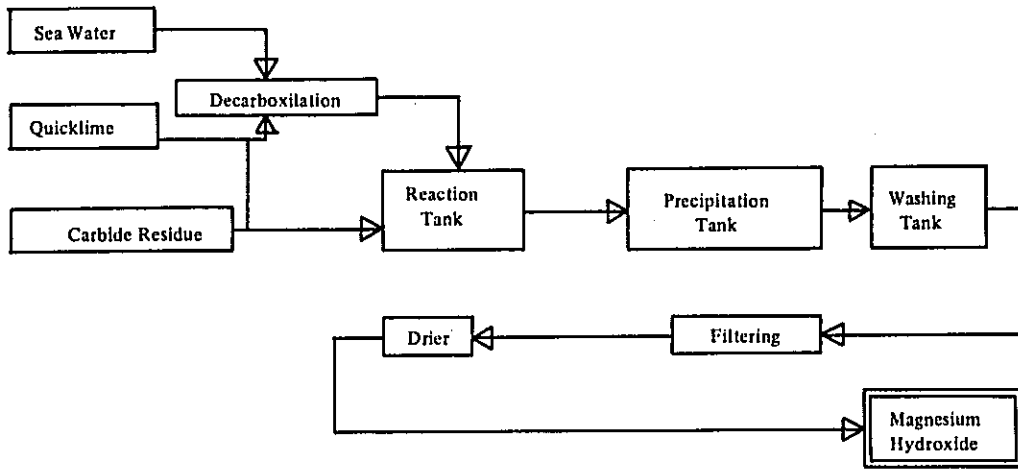 Sea Water
Decarboxilation
Quicklime
Carbide Residue
Reaction
Tank
Precipitation
Tank
Washing
Tank
Drier
Filtering
Magnesium
Hydroxide